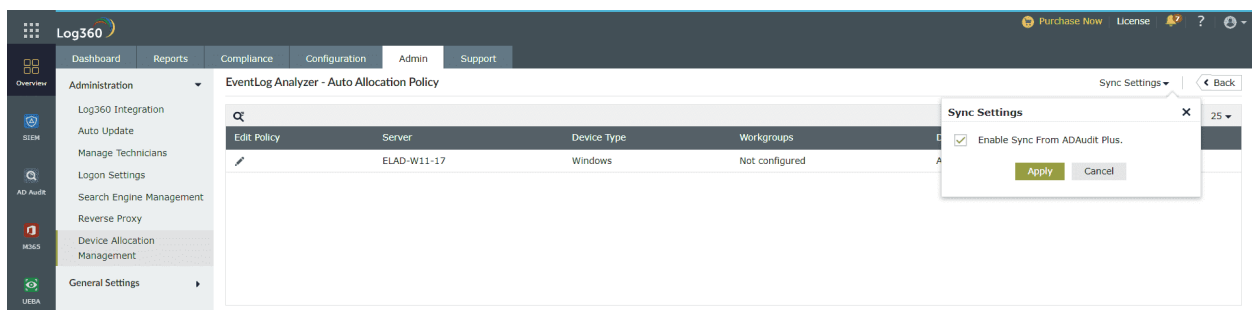 Log360
Purchase Now License 7 ?
Dashboard Reports Compliance Configuration Admin Support
Overview
SIEM
AD Audit
M365
UEBA
Administration
Log360 Integration
Auto Update
Manage Technicians
Logon Settings
Search Engine Management
Reverse Proxy
Device Allocation
Management
General Settings
EventLog Analyzer - Auto Allocation Policy
Sync Settings Back
25
Edit Policy Server Device Type Workgroups D
ELAD-W11-17 Windows Not configured A
Sync Settings
Enable Sync From ADAudit Plus.
Apply Cancel